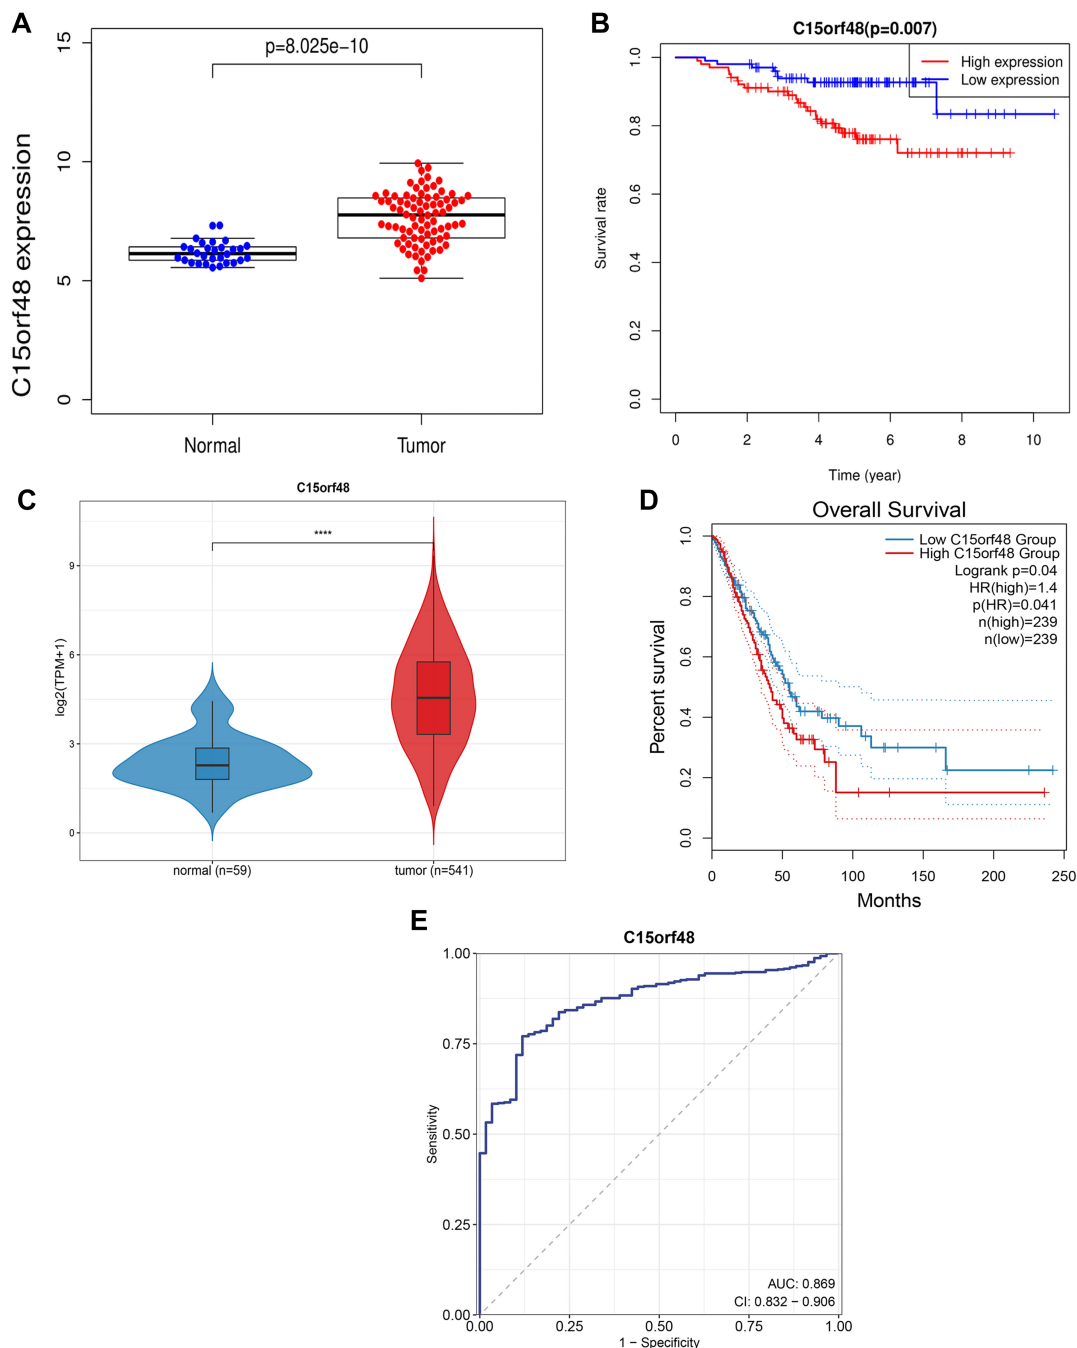 A
C15orf48 expression
15
10
5
0
p=8.025e−10
Normal
Tumor
B
C15orf48(p=0.007)
High expression
Low expression
Survival rate
1.0
0.8
0.6
0.4
0.2
0.0
0
2
4
6
8
10
Time (year)
C
C15orf48
****
log2(TPM+1)
9
6
3
0
normal (n=59)
tumor (n=541)
D
Overall Survival
Low C15orf48 Group
High C15orf48 Group
Logrank p=0.04
HR(high)=1.4
p(HR)=0.041
n(high)=239
n(low)=239
Percent survival
1.0
0.8
0.6
0.4
0.2
0.0
0
50
100
150
200
250
Months
E
C15orf48
Sensitivity
1.00
0.75
0.50
0.25
0.00
AUC: 0.869
CI: 0.832 − 0.906
0.00
0.25
0.50
0.75
1.00
1 − Specificity